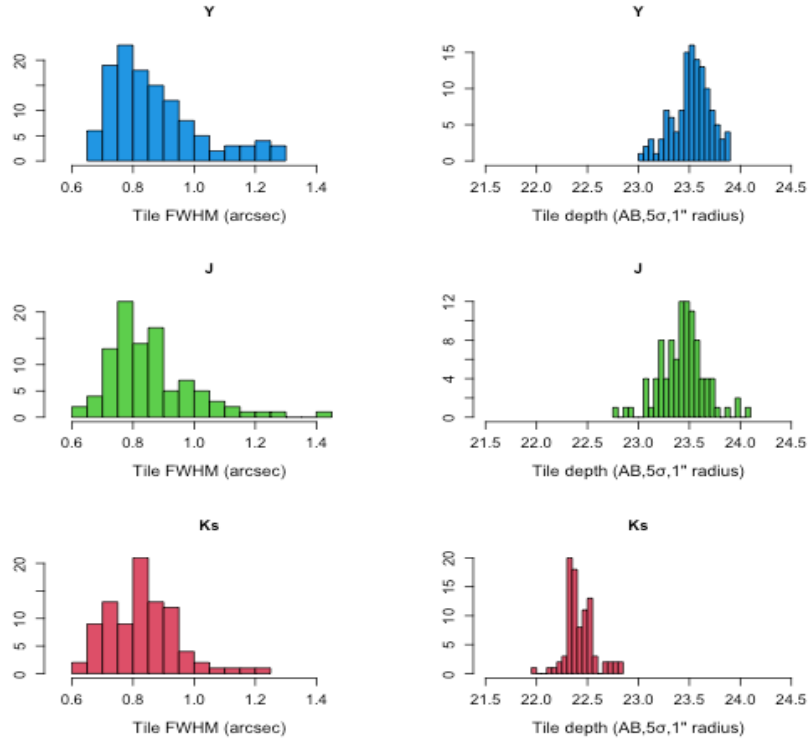 Y
0 5 10 20
0.6 0.8 1.0 1.2 1.4
Tile FWHM (arcsec)
Y
0 5 10 15
21.5 22.0 22.5 23.0 23.5 24.0 24.5
Tile depth (AB,5σ,1" radius)
J
0 5 10 20
0.6 0.8 1.0 1.2 1.4
Tile FWHM (arcsec)
J
0 4 8 12
21.5 22.0 22.5 23.0 23.5 24.0 24.5
Tile depth (AB,5σ,1" radius)
Ks
0 5 10 20
0.6 0.8 1.0 1.2 1.4
Tile FWHM (arcsec)
Ks
0 5 10 20
21.5 22.0 22.5 23.0 23.5 24.0 24.5
Tile depth (AB,5σ,1" radius)